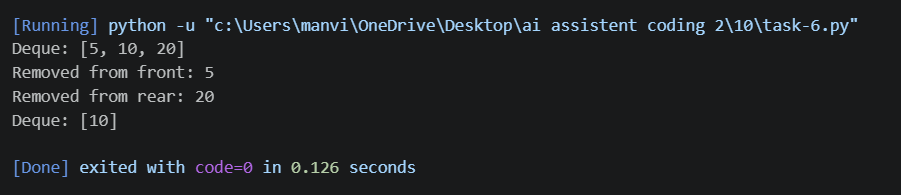 [Running] python -u "c:\Users\manvi\OneDrive\Desktop\ai assistent coding 2\10\task-6.py"
Deque: [5, 10, 20]
Removed from front: 5
Removed from rear: 20
Deque: [10]
[Done] exited with code=0 in 0.126 seconds